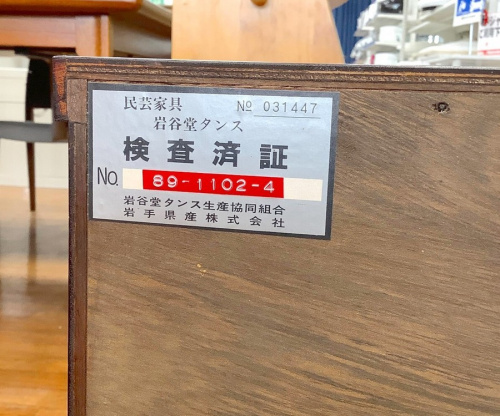 民芸家具 № 031447
岩谷堂タンス
検査済証
No. 89-1102-4
岩谷堂タンス生産協同組合
岩手県産株式会社